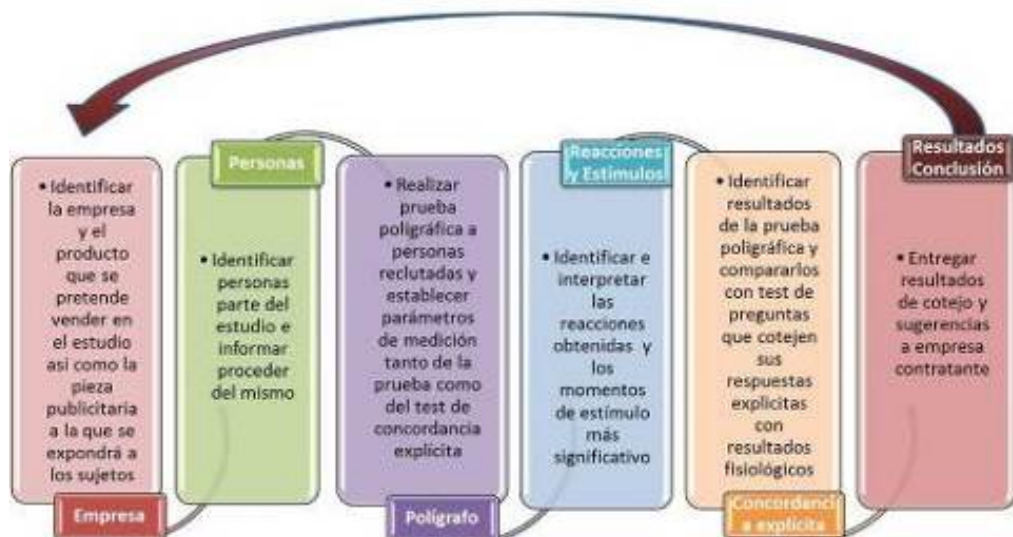 • Identificar
la empresa
y el
producto
que se
pretende
vender en
el estudio
así como la
pieza
publicitaria
a la que se
expondrá a
los sujetos
Empresa
Personas
• Identificar
personas
parte del
estudio e
informar
proceder
del mismo
• Realizar
prueba
poligráfica a
personas
reclutadas y
establecer
parámetros
de medición
tanto de la
prueba como
del test de
concordancia
explícita
Polígrafo
Reacciones
y Estímulos
• Identificar e
interpretar
las
reacciones
obtenidas y
los
momentos
de estímulo
más
significativo
• Identificar
resultados
de la prueba
poligráfica y
compararlos
con test de
preguntas
que cotejen
sus
respuestas
explicitas
con
resultados
fisiológicos
Concordanci
a explícita
Resultados
Conclusión
• Entregar
resultados
de cotejo y
sugerencias
a empresa
contratante